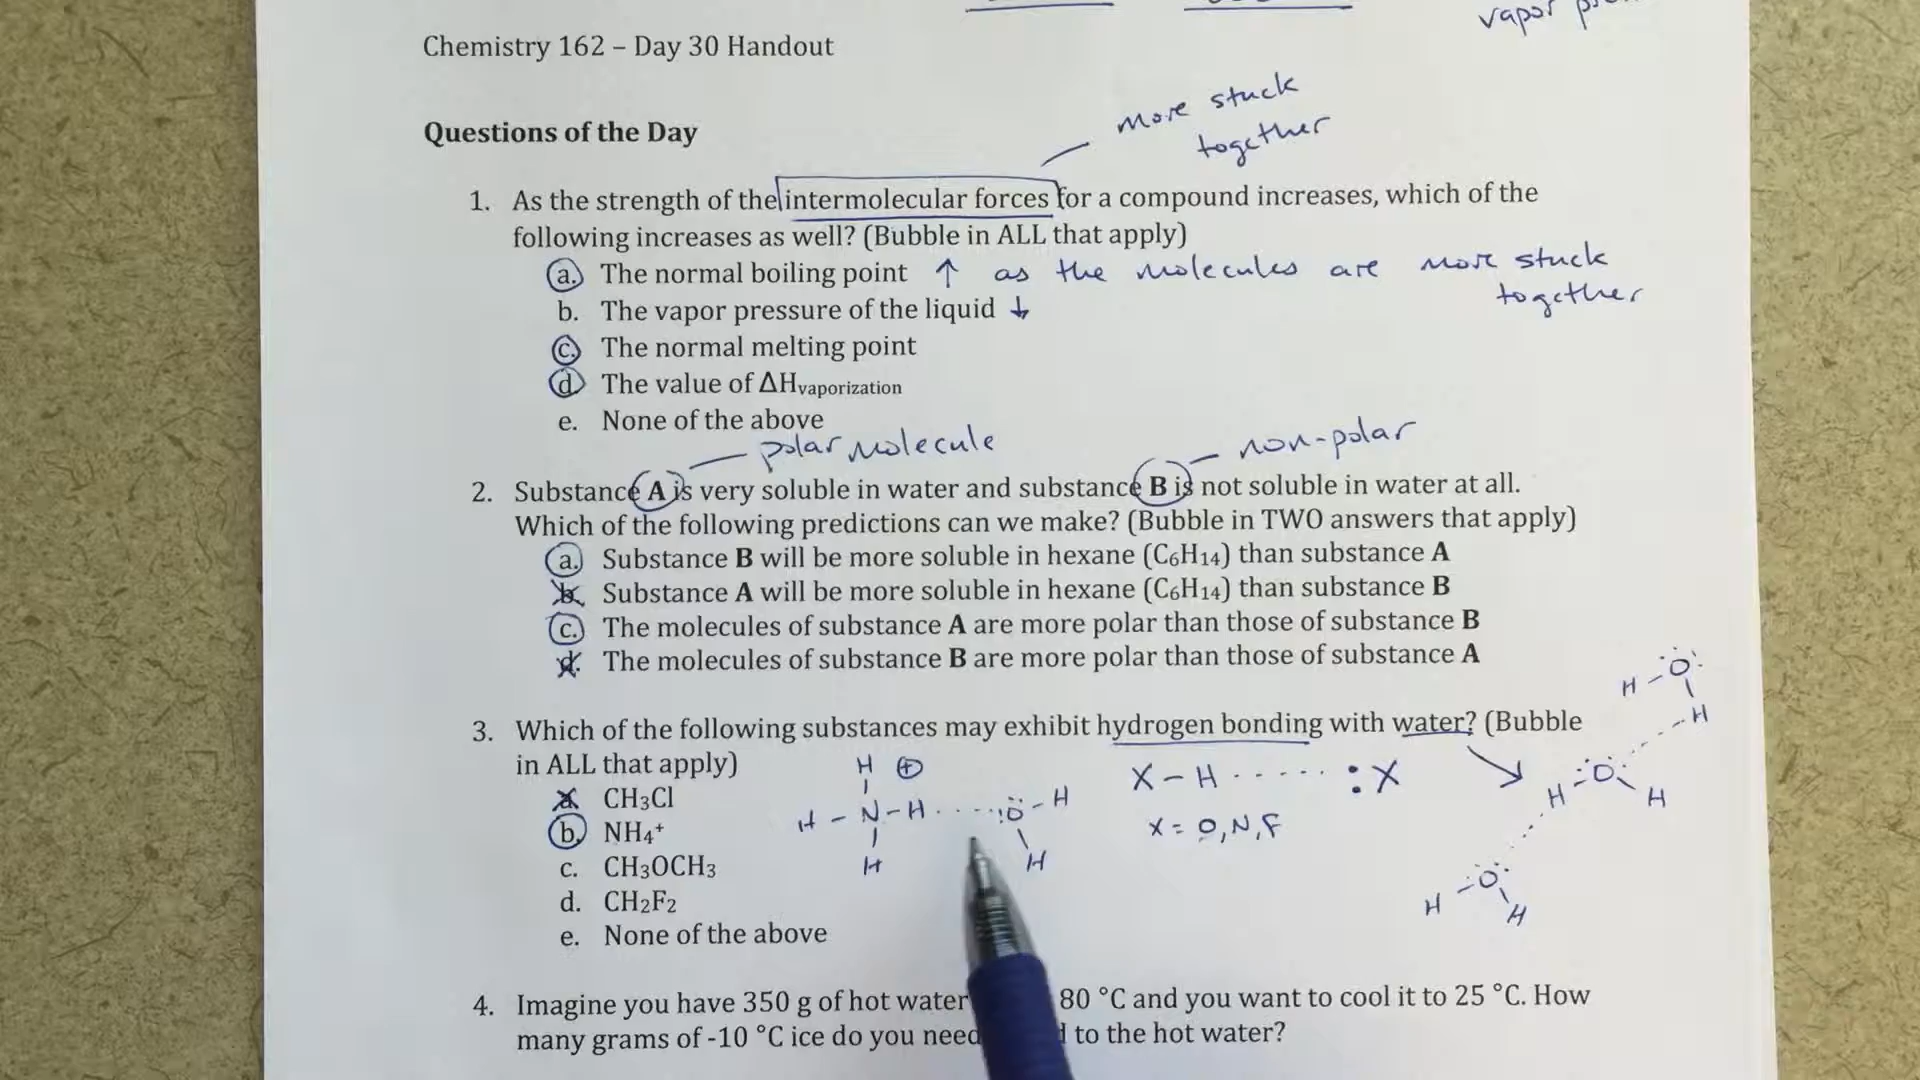 vapor
Chemistry 162 – Day 30 Handout
more stuck
together
Questions of the Day
1. As the strength of the intermolecular forces for a compound increases, which of the
following increases as well? (Bubble in ALL that apply)
a. The normal boiling point ↑ as the molecules are more stuck
together
b. The vapor pressure of the liquid ↓
c. The normal melting point
d. The value of ΔHvaporization
e. None of the above
polar molecule
non-polar
2. Substance A is very soluble in water and substance B is not soluble in water at all.
Which of the following predictions can we make? (Bubble in TWO answers that apply)
a. Substance B will be more soluble in hexane (C6H14) than substance A
b. Substance A will be more soluble in hexane (C6H14) than substance B
c. The molecules of substance A are more polar than those of substance B
d. The molecules of substance B are more polar than those of substance A
H – O
H
3. Which of the following substances may exhibit hydrogen bonding with water? (Bubble
in ALL that apply)
H ⊕
X – H ······ :X
H O H
a. CH3Cl
H – N – H ···· :O – H
b. NH4+
X = O, N, F
H H
c. CH3OCH3
H – O
H
d. CH2F2
e. None of the above
4. Imagine you have 350 g of hot water 80 °C and you want to cool it to 25 °C. How
many grams of -10 °C ice do you need to the hot water?